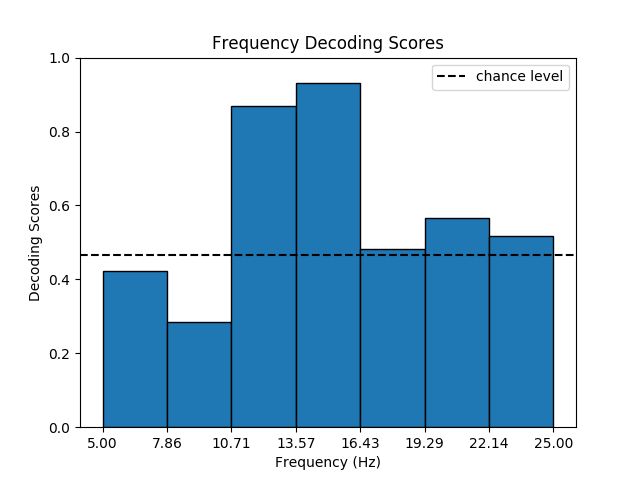 Frequency Decoding Scores
chance level
1.0
0.8
0.6
0.4
0.2
0.0
Decoding Scores
5.00 7.86 10.71 13.57 16.43 19.29 22.14 25.00
Frequency (Hz)